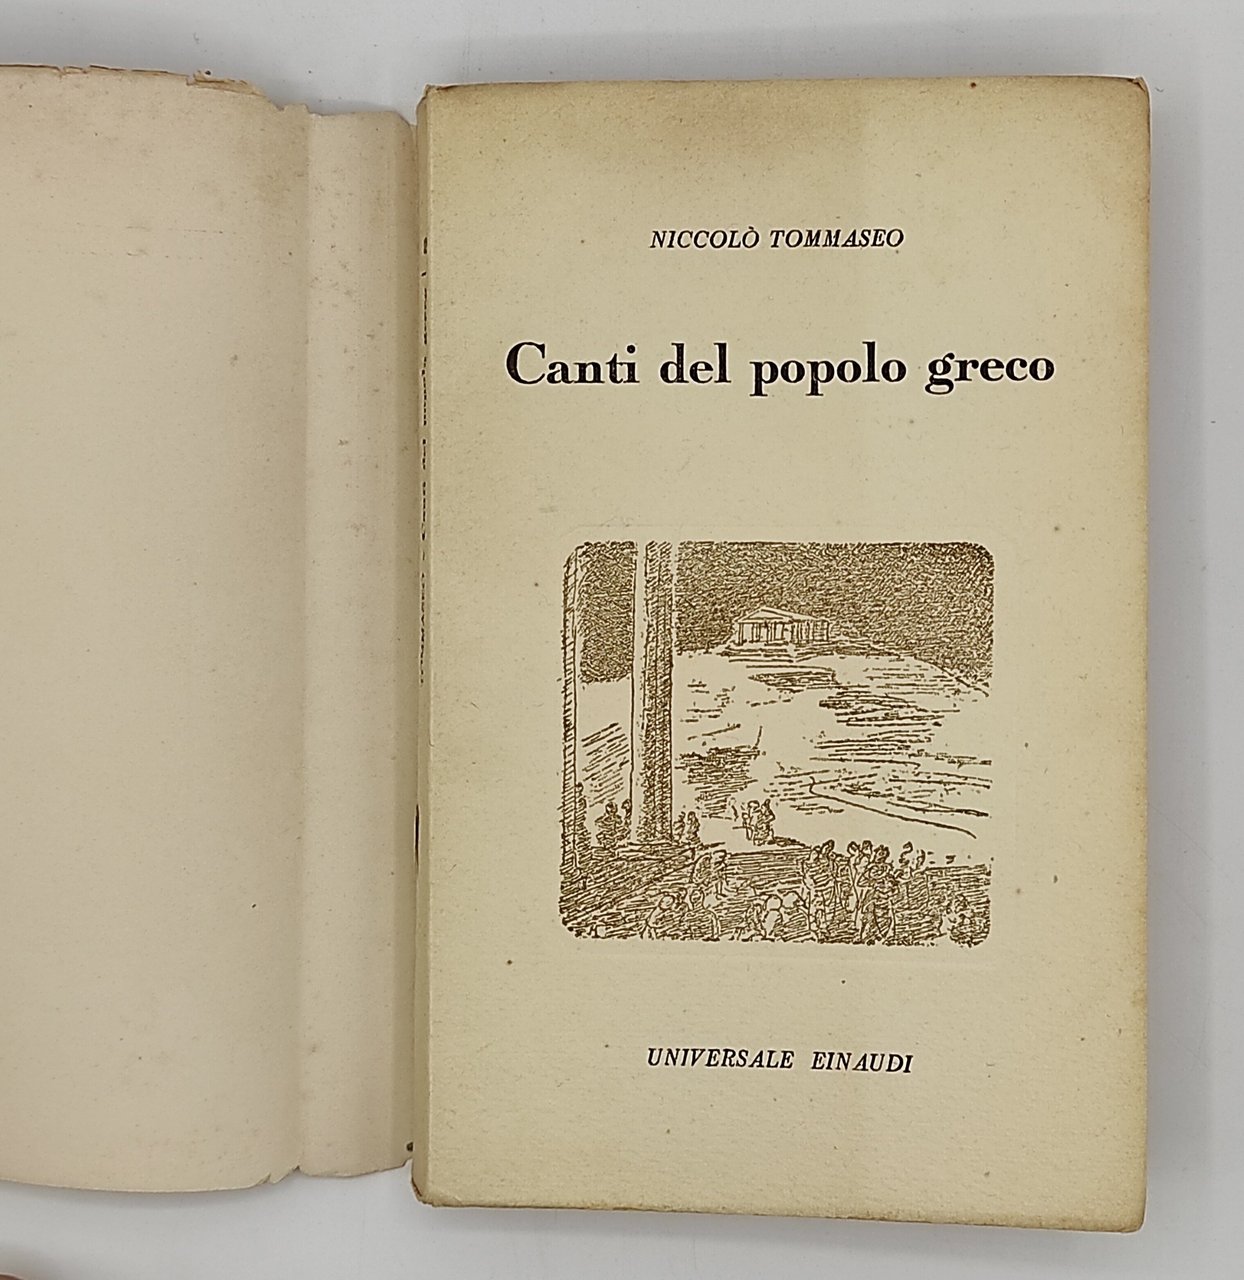 NICCOLÒ TOMMASEO
Canti del popolo greco
UNIVERSALE EINAUDI